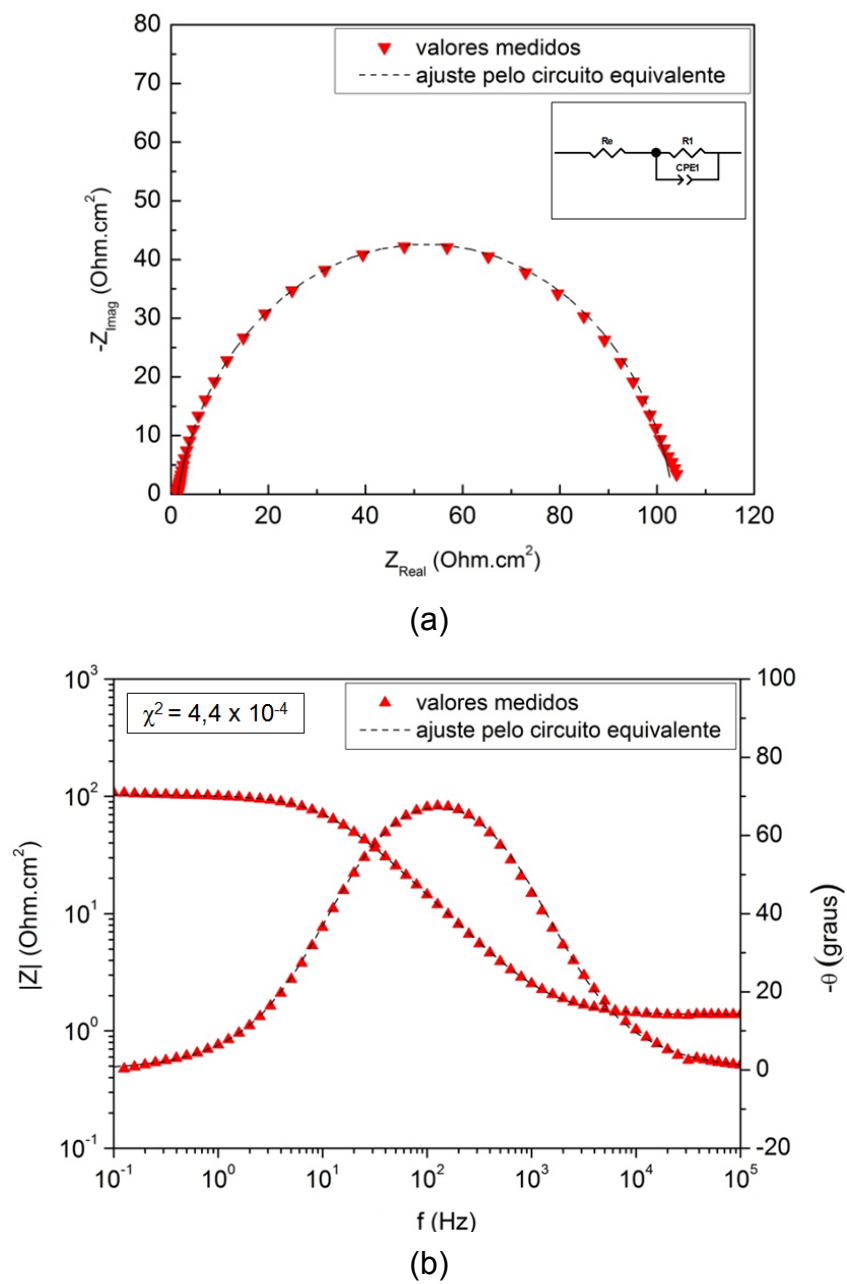 valores medidos
ajuste pelo circuito equivalente
Re
R1
CPE1
80
70
60
50
40
30
20
10
0
-Z_Imag (Ohm.cm²)
0 20 40 60 80 100 120
Z_Real (Ohm.cm²)
(a)
χ² = 4,4 x 10⁻⁴
valores medidos
ajuste pelo circuito equivalente
10³
10²
10¹
10⁰
10⁻¹
|Z| (Ohm.cm²)
100
80
60
40
20
0
-20
-θ (graus)
10⁻¹ 10⁰ 10¹ 10² 10³ 10⁴ 10⁵
f (Hz)
(b)